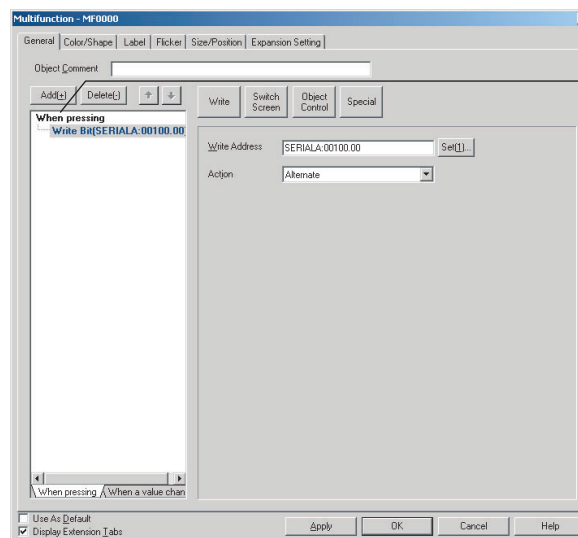 Multifunction - MF0000
General Color/Shape Label Flicker Size/Position Expansion Setting
Object Comment
Add(+) Delete(-)
Write Switch Screen Object Control Special
When pressing
Write Bit(SERIALA:00100.00)
Write Address SERIALA:00100.00 Set(1)...
Action Alternate
When pressing When a value chan
Use As Default
Display Extension Tabs
Apply OK Cancel Help